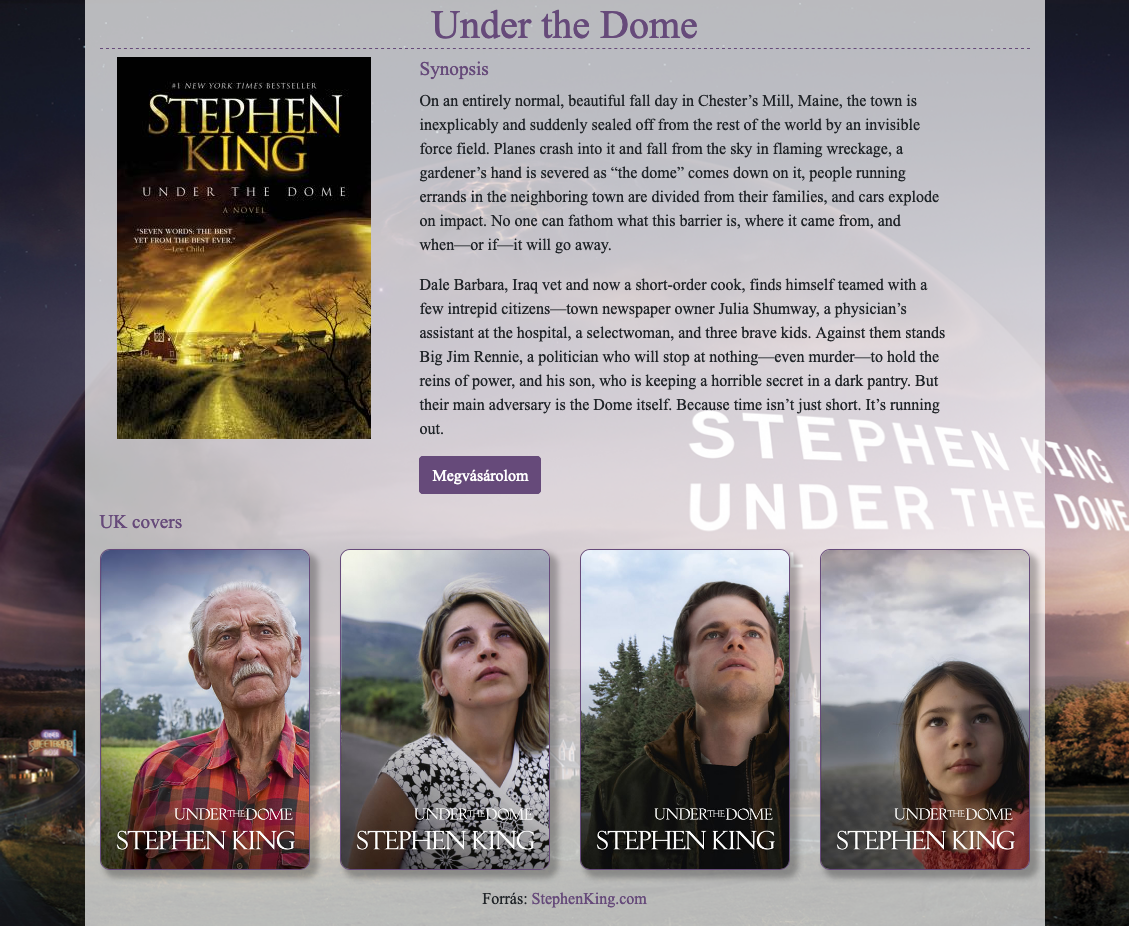 Under the Dome
#1 NEW YORK TIMES BESTSELLER
STEPHEN
KING
UNDER THE DOME
A NOVEL
"SEVEN WORDS: THE BEST
YET FROM THE BEST EVER."
—Lee Child
Synopsis
On an entirely normal, beautiful fall day in Chester’s Mill, Maine, the town is
inexplicably and suddenly sealed off from the rest of the world by an invisible
force field. Planes crash into it and fall from the sky in flaming wreckage, a
gardener’s hand is severed as “the dome” comes down on it, people running
errands in the neighboring town are divided from their families, and cars explode
on impact. No one can fathom what this barrier is, where it came from, and
when—or if—it will go away.
Dale Barbara, Iraq vet and now a short-order cook, finds himself teamed with a
few intrepid citizens—town newspaper owner Julia Shumway, a physician’s
assistant at the hospital, a selectwoman, and three brave kids. Against them stands
Big Jim Rennie, a politician who will stop at nothing—even murder—to hold the
reins of power, and his son, who is keeping a horrible secret in a dark pantry. But
their main adversary is the Dome itself. Because time isn’t just short. It’s running
out.
STEPHEN KING
UNDER THE DOME
Megvásárolom
UK covers
UNDER THE DOME
STEPHEN KING
UNDER THE DOME
STEPHEN KING
UNDER THE DOME
STEPHEN KING
UNDER THE DOME
STEPHEN KING
Forrás: StephenKing.com